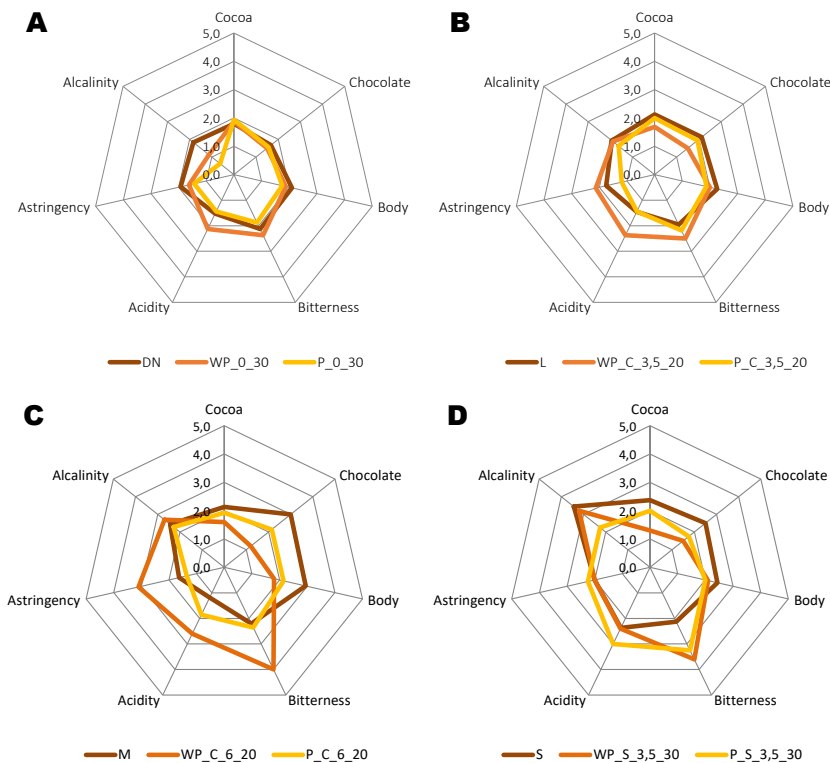 A
Cocoa
5,0
4,0
3,0
2,0
1,0
0,0
Chocolate
Body
Bitterness
Acidity
Astringency
Alcalinity
DN WP_0_30 P_0_30
B
Cocoa
5,0
4,0
3,0
2,0
1,0
0,0
Chocolate
Body
Bitterness
Acidity
Astringency
Alcalinity
L WP_C_3,5_20 P_C_3,5_20
C
Cocoa
5,0
4,0
3,0
2,0
1,0
0,0
Chocolate
Body
Bitterness
Acidity
Astringency
Alcalinity
M WP_C_6_20 P_C_6_20
D
Cocoa
5,0
4,0
3,0
2,0
1,0
0,0
Chocolate
Body
Bitterness
Acidity
Astringency
Alcalinity
S WP_S_3,5_30 P_S_3,5_30